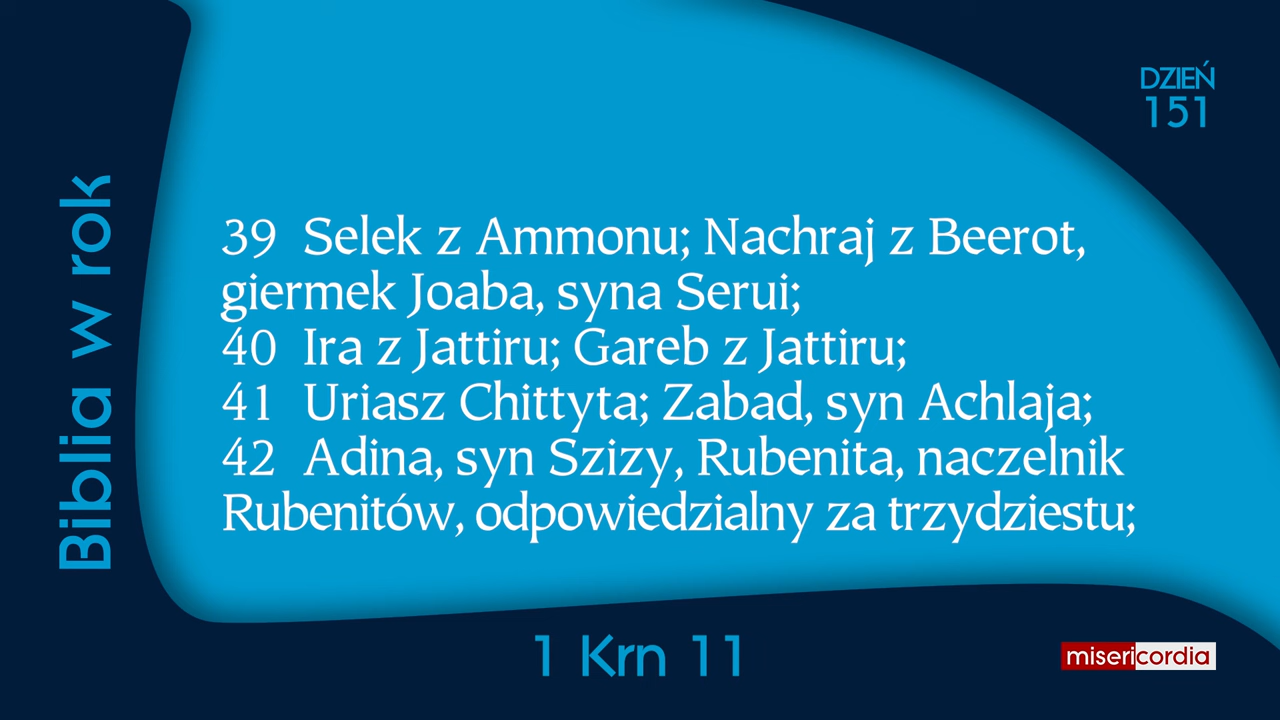 DZIEŃ
151
Biblia w rok
39 Selek z Ammonu; Nachraj z Beerot,
giermek Joaba, syna Serui;
40 Ira z Jattiru; Gareb z Jattiru;
41 Uriasz Chittyta; Zabad, syn Achlaja;
42 Adina, syn Szizy, Rubenita, naczelnik
Rubenitów, odpowiedzialny za trzydziestu;
1 Krn 11
misericordia